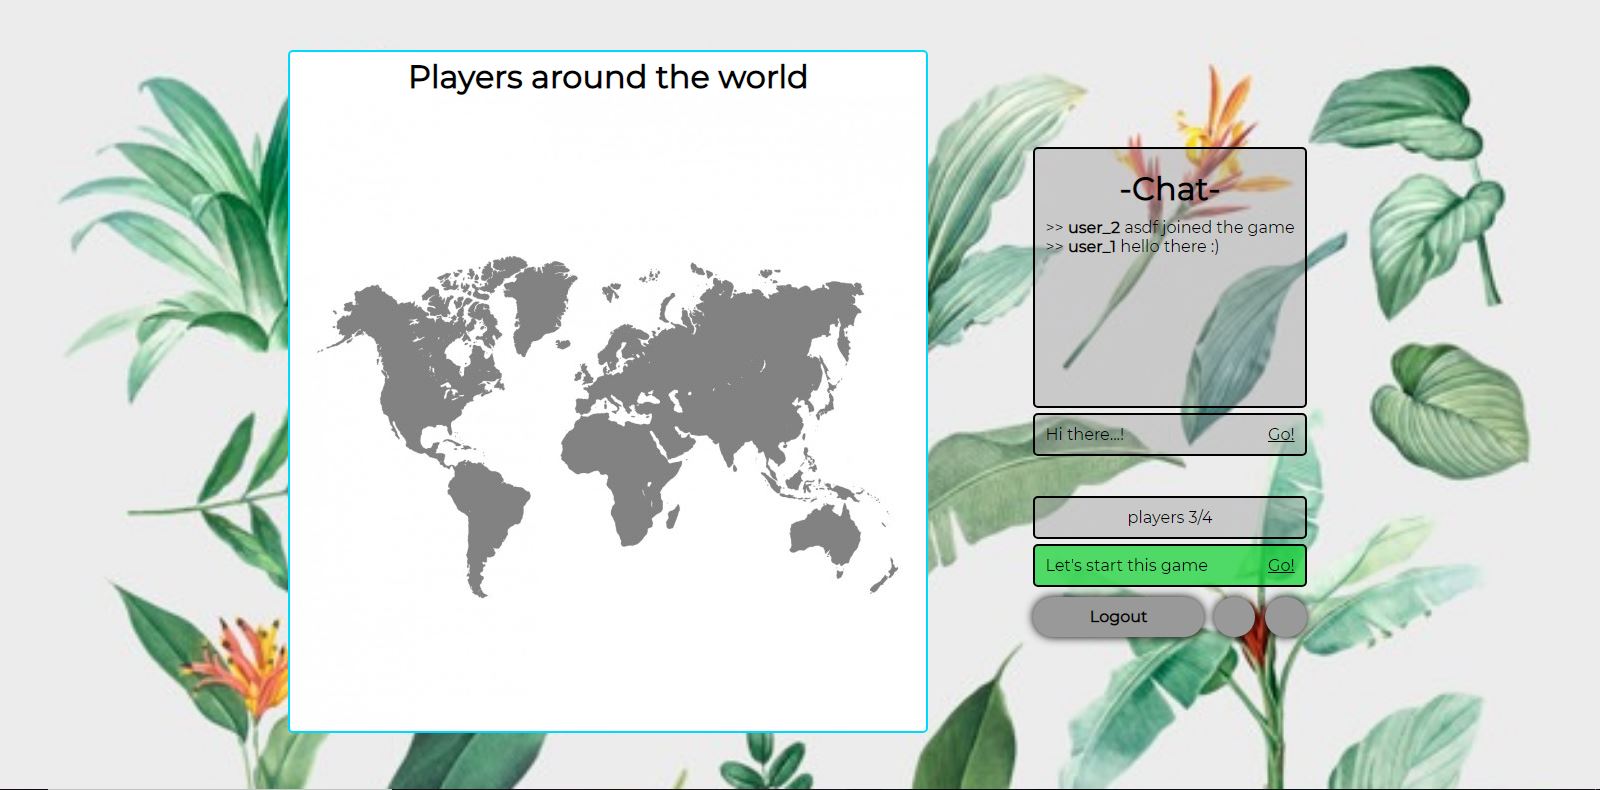 Players around the world
-Chat-
>> user_2 asdf joined the game
>> user_1 hello there :)
Hi there...! Go!
players 3/4
Let's start this game Go!
Logout